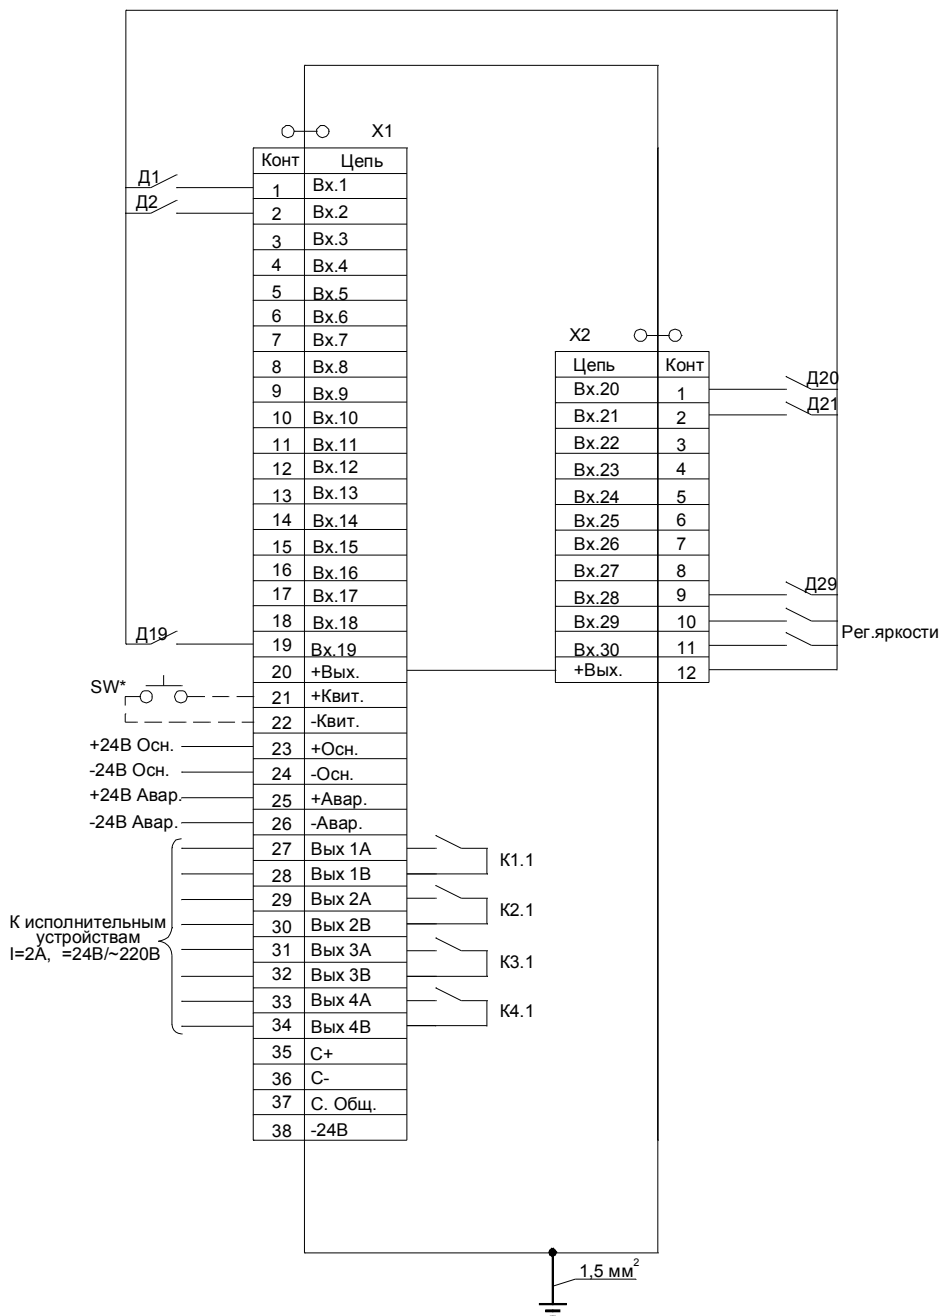 X1
Конт Цепь
Д1 1 Вх.1
Д2 2 Вх.2
3 Вх.3
4 Вх.4
5 Вх.5
6 Вх.6
7 Вх.7
8 Вх.8
9 Вх.9
10 Вх.10
11 Вх.11
12 Вх.12
13 Вх.13
14 Вх.14
15 Вх.15
16 Вх.16
17 Вх.17
18 Вх.18
Д19 19 Вх.19
20 +Вых.
SW* 21 +Квит.
22 -Квит.
+24В Осн. 23 +Осн.
-24В Осн. 24 -Осн.
+24В Авар. 25 +Авар.
-24В Авар. 26 -Авар.
27 Вых 1А
28 Вых 1В
К1.1
29 Вых 2А
30 Вых 2В
К2.1
31 Вых 3А
32 Вых 3В
К3.1
33 Вых 4А
34 Вых 4В
К4.1
К исполнительным
устройствам
I=2А, =24В/~220В
35 С+
36 С-
37 С. Общ.
38 -24В
X2
Цепь Конт
Вх.20 1 Д20
Вх.21 2 Д21
Вх.22 3
Вх.23 4
Вх.24 5
Вх.25 6
Вх.26 7
Вх.27 8
Вх.28 9 Д29
Вх.29 10
Вх.30 11
Рег.яркости
+Вых. 12
1,5 мм²